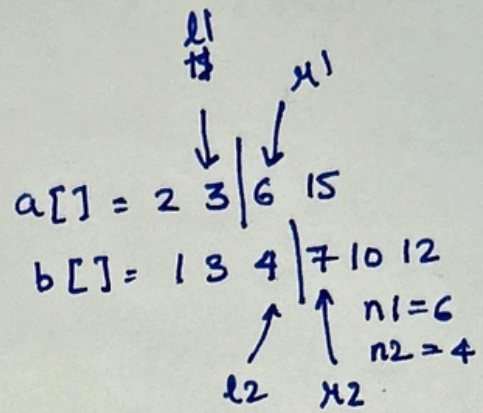 l1
r1
a[] = 2 3 | 6 15
b[] = 1 3 4 | 7 10 12
n1=6
n2=4
l2 r2